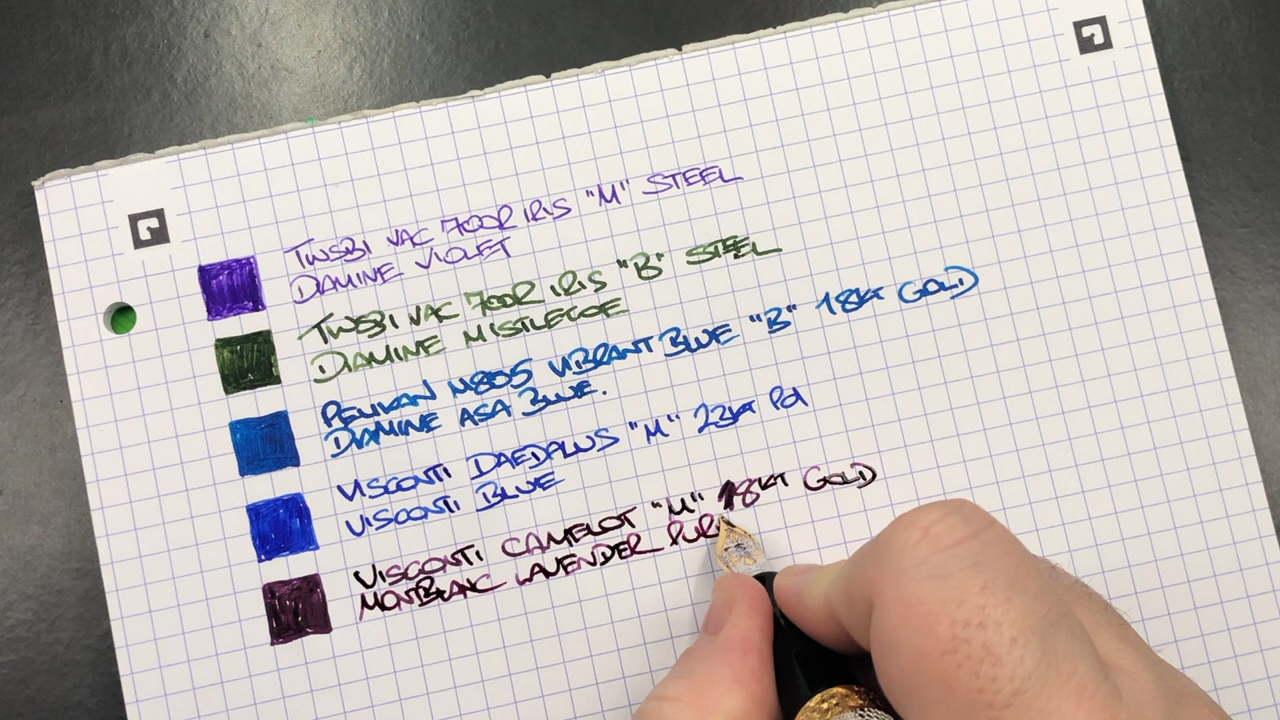 TWSBI VAC 700R IRIS "M" STEEL
DIAMINE VIOLET
TWSBI VAC 700R IRIS "B" STEEL
DIAMINE MISTLETOE
PELIKAN M805 VIBRANT BLUE "B" 18KT GOLD
DIAMINE ASA BLUE.
VISCONTI DAEDALUS "M" 23KT Pd
VISCONTI BLUE
VISCONTI CAMELOT "M" 18KT GOLD
MONTBLANC LAVENDER PUR